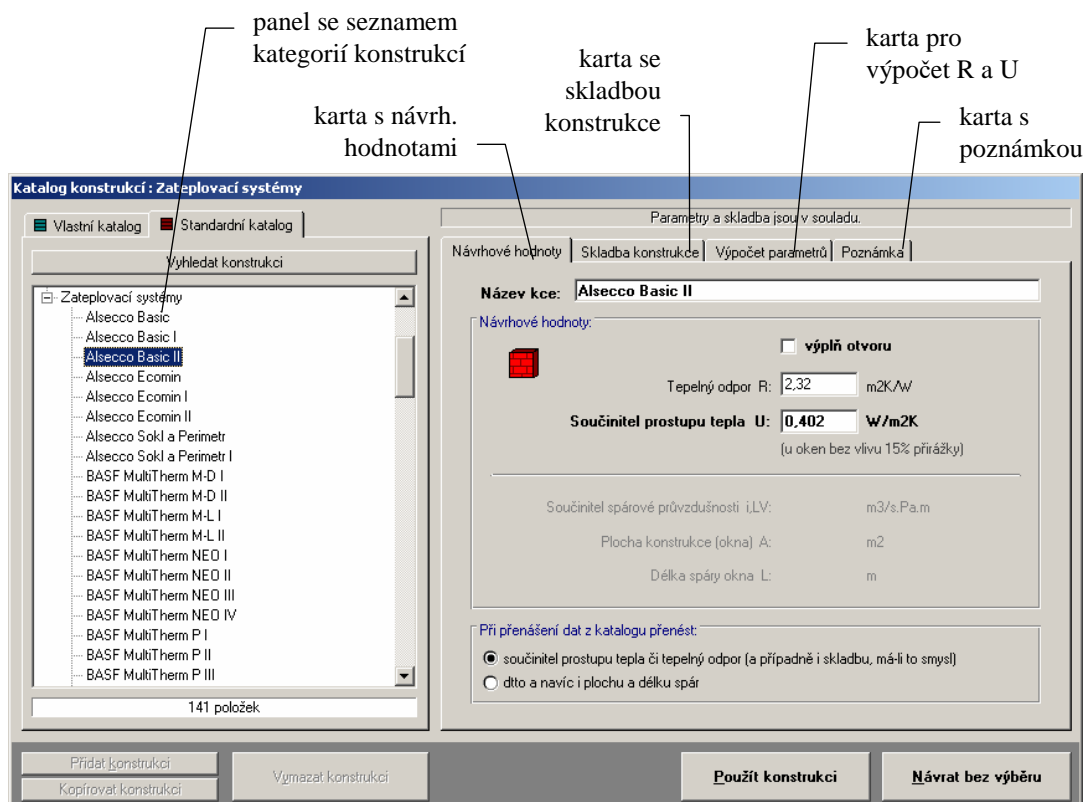 panel se seznamem
kategorií konstrukcí
karta se
skladbou
konstrukce
karta pro
výpočet R a U
karta s návrh.
hodnotami
karta s
poznámkou
Katalog konstrukcí : Zateplovací systémy
Vlastní katalog
Standardní katalog
Vyhledat konstrukci
Zateplovací systémy
Alsecco Basic
Alsecco Basic I
Alsecco Basic II
Alsecco Ecomin
Alsecco Ecomin I
Alsecco Ecomin II
Alsecco Sokl a Perimetr
Alsecco Sokl a Perimetr I
BASF MultiTherm M-D I
BASF MultiTherm M-D II
BASF MultiTherm M-L I
BASF MultiTherm M-L II
BASF MultiTherm NEO I
BASF MultiTherm NEO II
BASF MultiTherm NEO III
BASF MultiTherm NEO IV
BASF MultiTherm P I
BASF MultiTherm P II
BASF MultiTherm P III
141 položek
Parametry a skladba jsou v souladu.
Návrhové hodnoty
Skladba konstrukce
Výpočet parametrů
Poznámka
Název kce: Alsecco Basic II
Návrhové hodnoty:
výplň otvoru
Tepelný odpor R: 2,32 m2K/W
Součinitel prostupu tepla U: 0,402 W/m2K
(u oken bez vlivu 15% přirážky)
Součinitel spárové průvzdušnosti i,LV: m3/s.Pa.m
Plocha konstrukce (okna) A: m2
Délka spáry okna L: m
Při přenášení dat z katalogu přenést:
součinitel prostupu tepla či tepelný odpor (a případně i skladbu, má-li to smysl)
dtto a navíc i plochu a délku spár
Přidat konstrukci
Kopírovat konstrukci
Vymazat konstrukci
Použít konstrukci
Návrat bez výběru